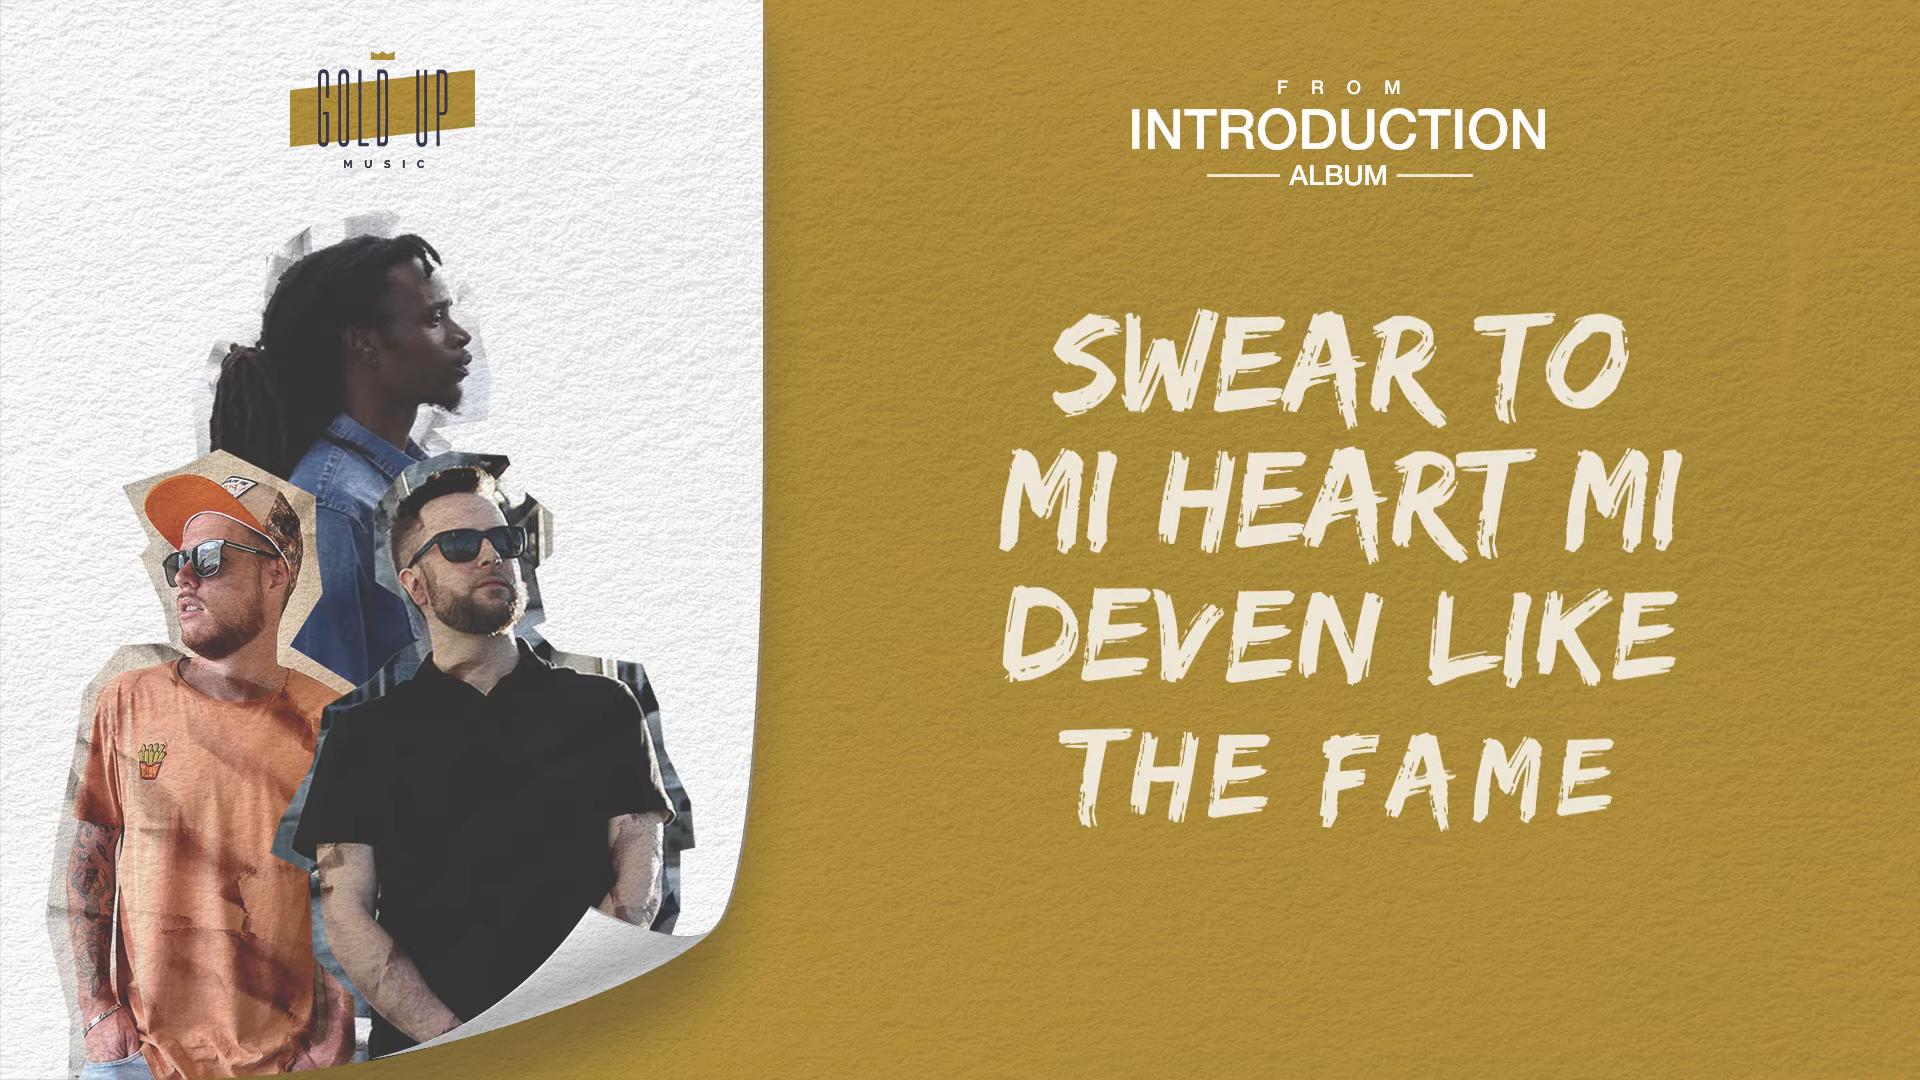 GOLD UP
MUSIC
FROM
INTRODUCTION
ALBUM
SWEAR TO
MI HEART MI
DEVEN LIKE
THE FAME